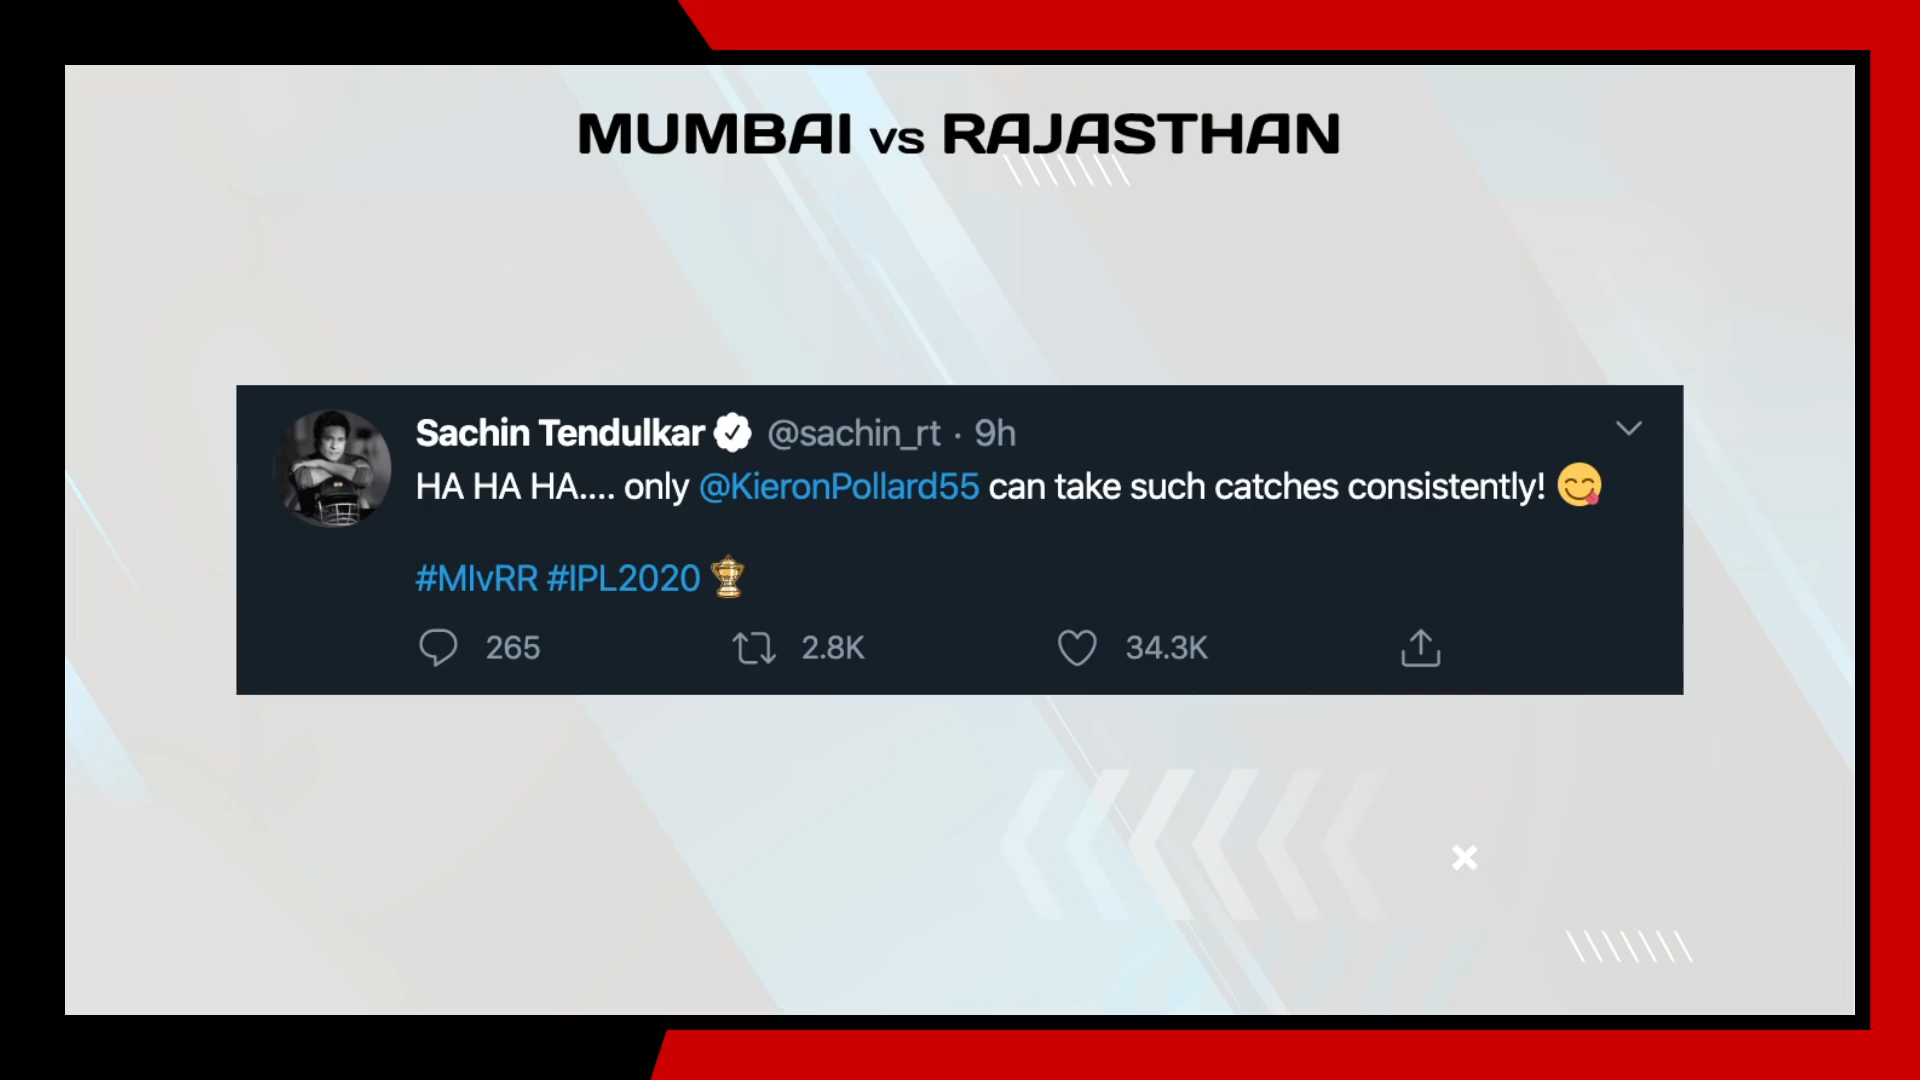 MUMBAI vs RAJASTHAN
Sachin Tendulkar @sachin_rt · 9h
HA HA HA.... only @KieronPollard55 can take such catches consistently! 😋
#MIvRR #IPL2020 🏆
265 2.8K 34.3K